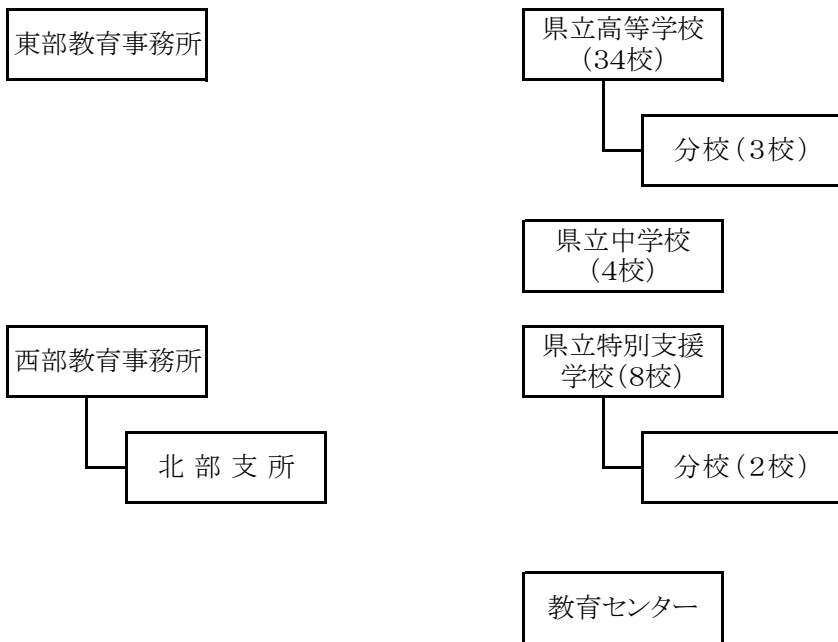 東部教育事務所
県立高等学校
(34校)
分校(3校)
県立中学校
(4校)
西部教育事務所
県立特別支援
学校(8校)
北 部 支 所
分校(2校)
教育センター